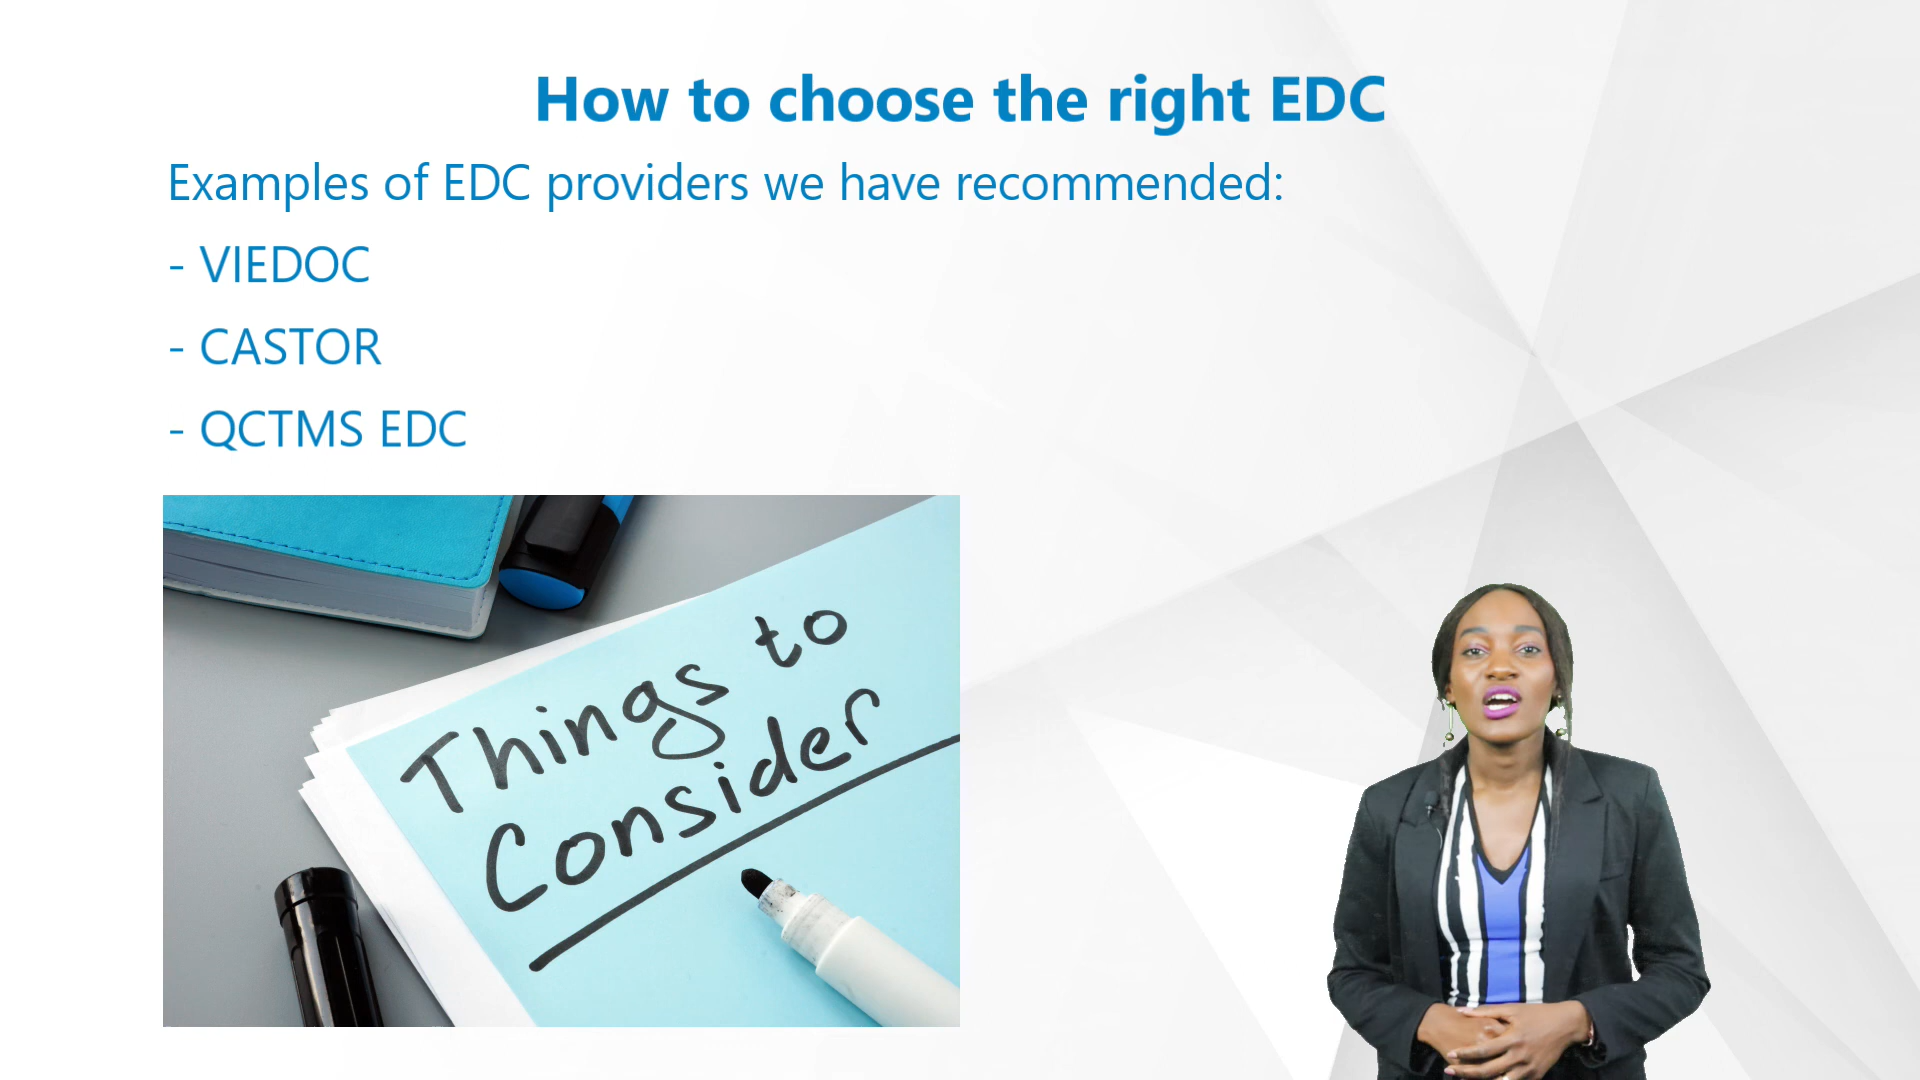 How to choose the right EDC
Examples of EDC providers we have recommended:
- VIEDOC
- CASTOR
- QCTMS EDC
Things to
Consider